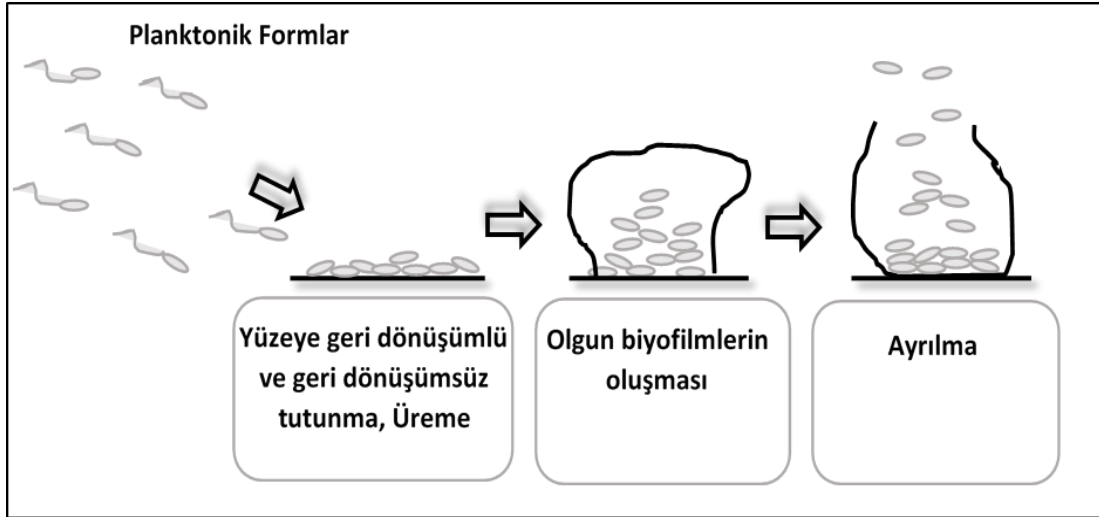 Planktonik Formlar
Yüzeye geri dönüşümlü
ve geri dönüşümsüz
tutunma, Üreme
Olgun biyofilmlerin
oluşması
Ayrılma